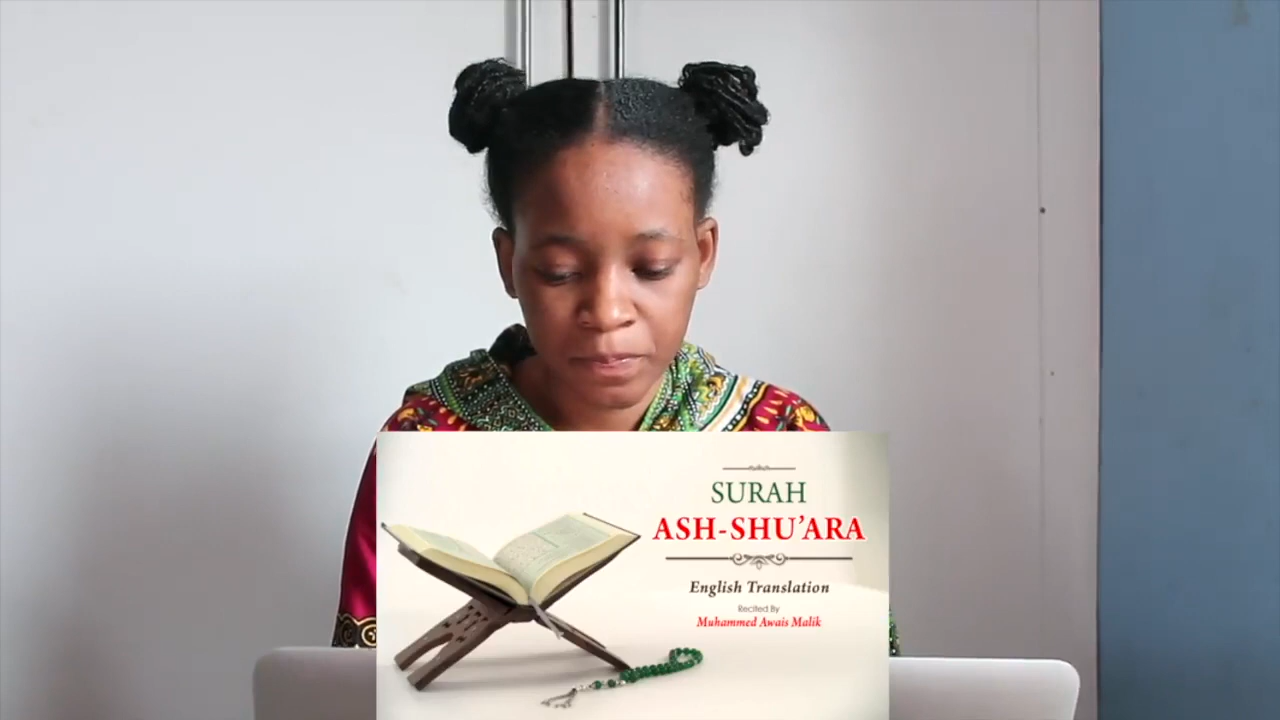 SURAH
ASH-SHU'ARA
English Translation
Recited By
Muhammed Awais Malik